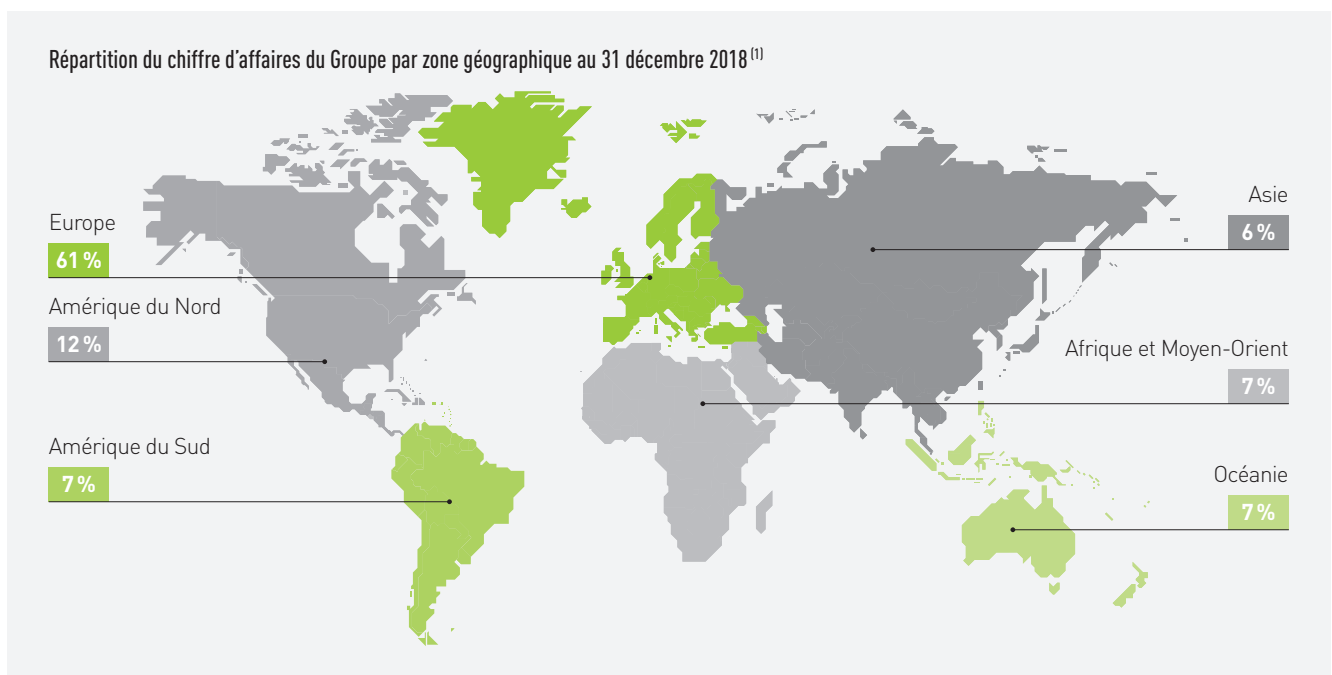 Répartition du chiffre d’affaires du Groupe par zone géographique au 31 décembre 2018 (1)
Europe
61 %
Amérique du Nord
12 %
Amérique du Sud
7 %
Asie
6 %
Afrique et Moyen-Orient
7 %
Océanie
7 %